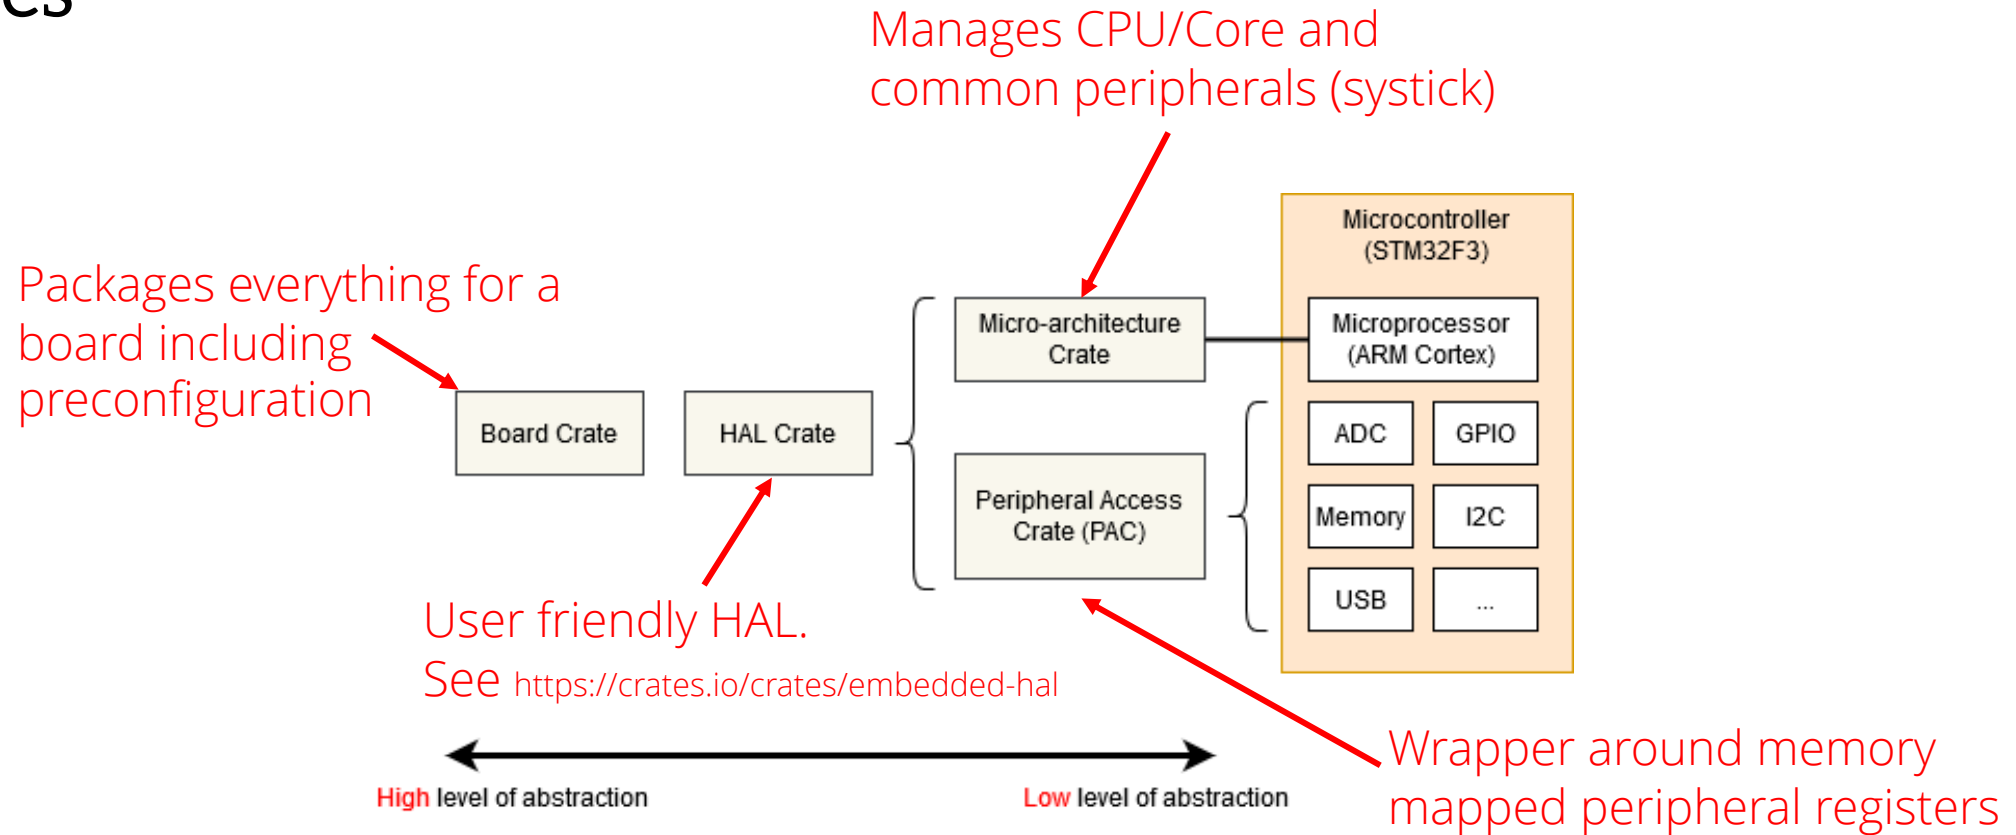 Manages CPU/Core and
common peripherals (systick)
Microcontroller
(STM32F3)
Packages everything for a
board including
preconfiguration
Micro-architecture
Crate
Microprocessor
(ARM Cortex)
Board Crate
HAL Crate
ADC
GPIO
Peripheral Access
Crate (PAC)
Memory
I2C
USB
...
User friendly HAL.
See https://crates.io/crates/embedded-hal
Wrapper around memory
mapped peripheral registers
High level of abstraction
Low level of abstraction